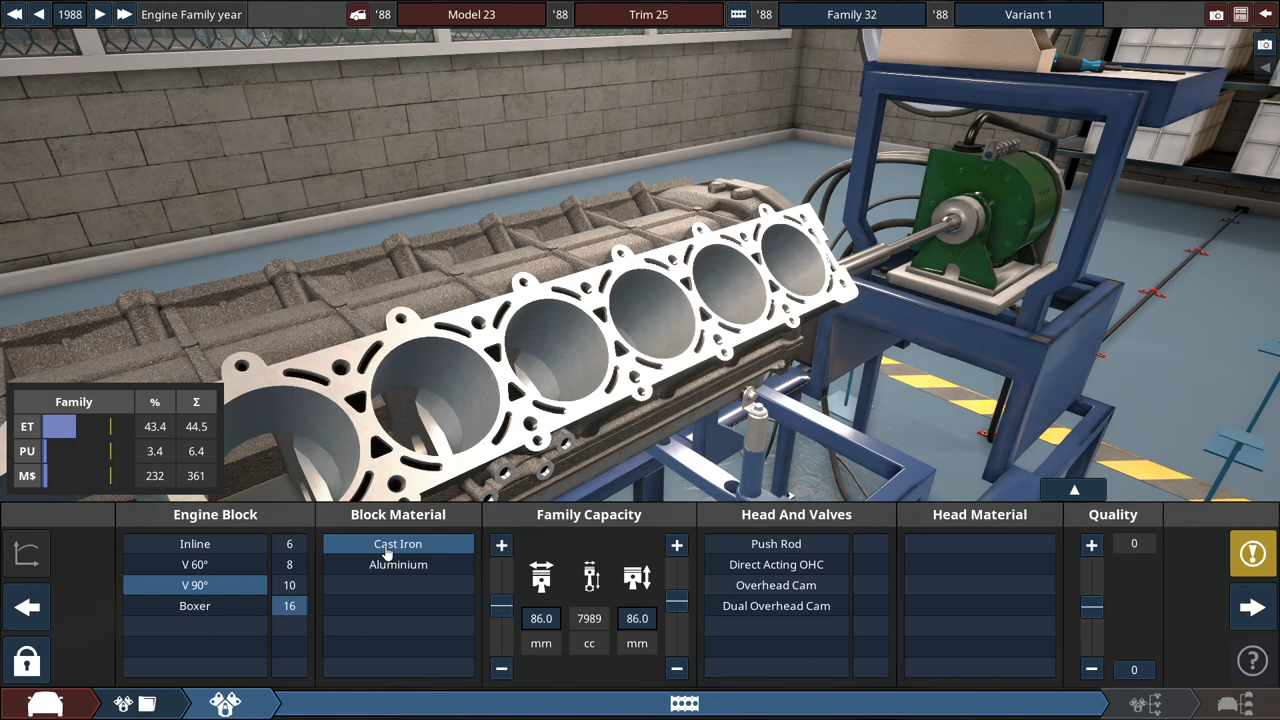 1988 Engine Family year '88 Model 23 '88 Trim 25 '88 Family 32 '88 Variant 1
Family % Σ
ET 43.4 44.5
PU 3.4 6.4
M$ 232 361
Engine Block Block Material Family Capacity Head And Valves Head Material Quality
Inline 6 Cast Iron Push Rod 0
V 60° 8 Aluminium Direct Acting OHC
V 90° 10 Overhead Cam
Boxer 16 Dual Overhead Cam
86.0 7989 86.0
mm cc mm
0